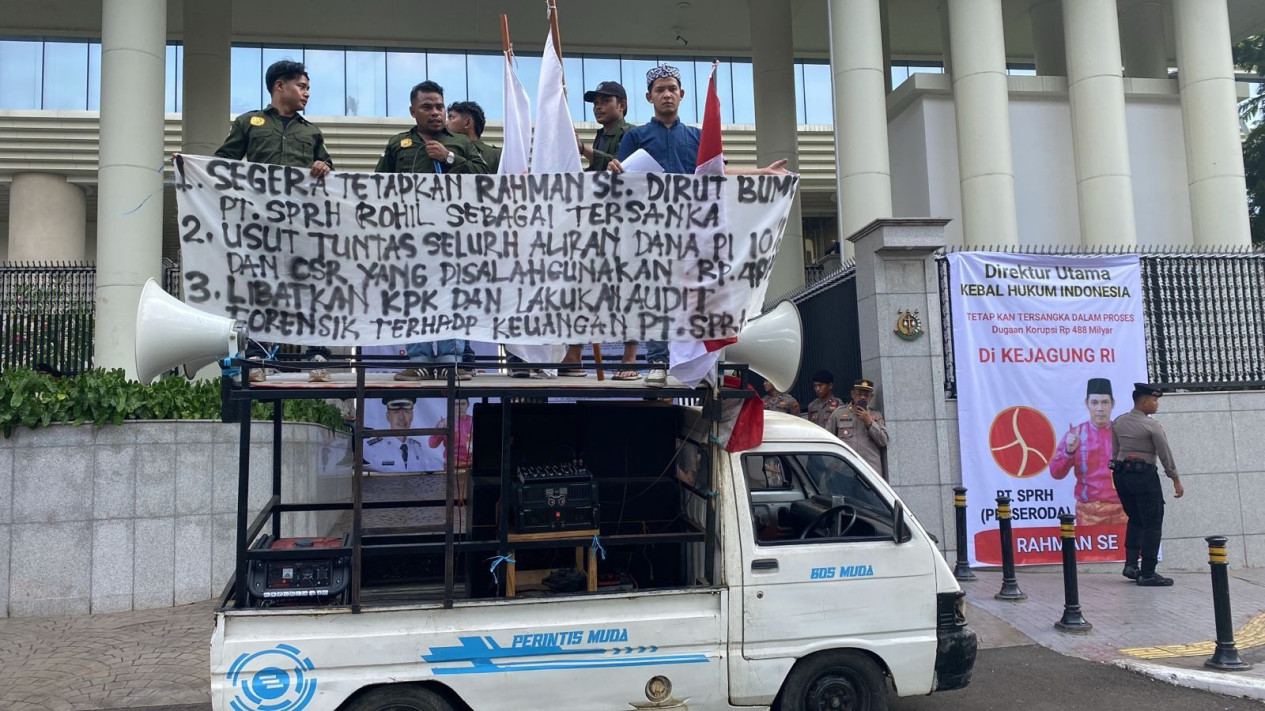 1. SEGERA TETAPKAN RAHMAN SE. DIRUT BUM
PT. SPRH ROHIL SEBAGAI TERSANKA
2. USUT TUNTAS SELURH ALIRAN DANA PI 10.
DAN CSR YANG DISALAHGUNAKAN RP.
3. LIBATKAN KPK DAN LAKUKAN AUDIT
FORENSIK TERHADP KEUANGAN PT. SPR
Direktur Utama
KEBAL HUKUM INDONESIA
TETAP KAN TERSANGKA DALAM PROSES
Dugaan Korupsi Rp 488 Milyar
Di KEJAGUNG RI
PT. SPRH
RAHMAN SE
BOS MUDA
PERINTIS MUDA